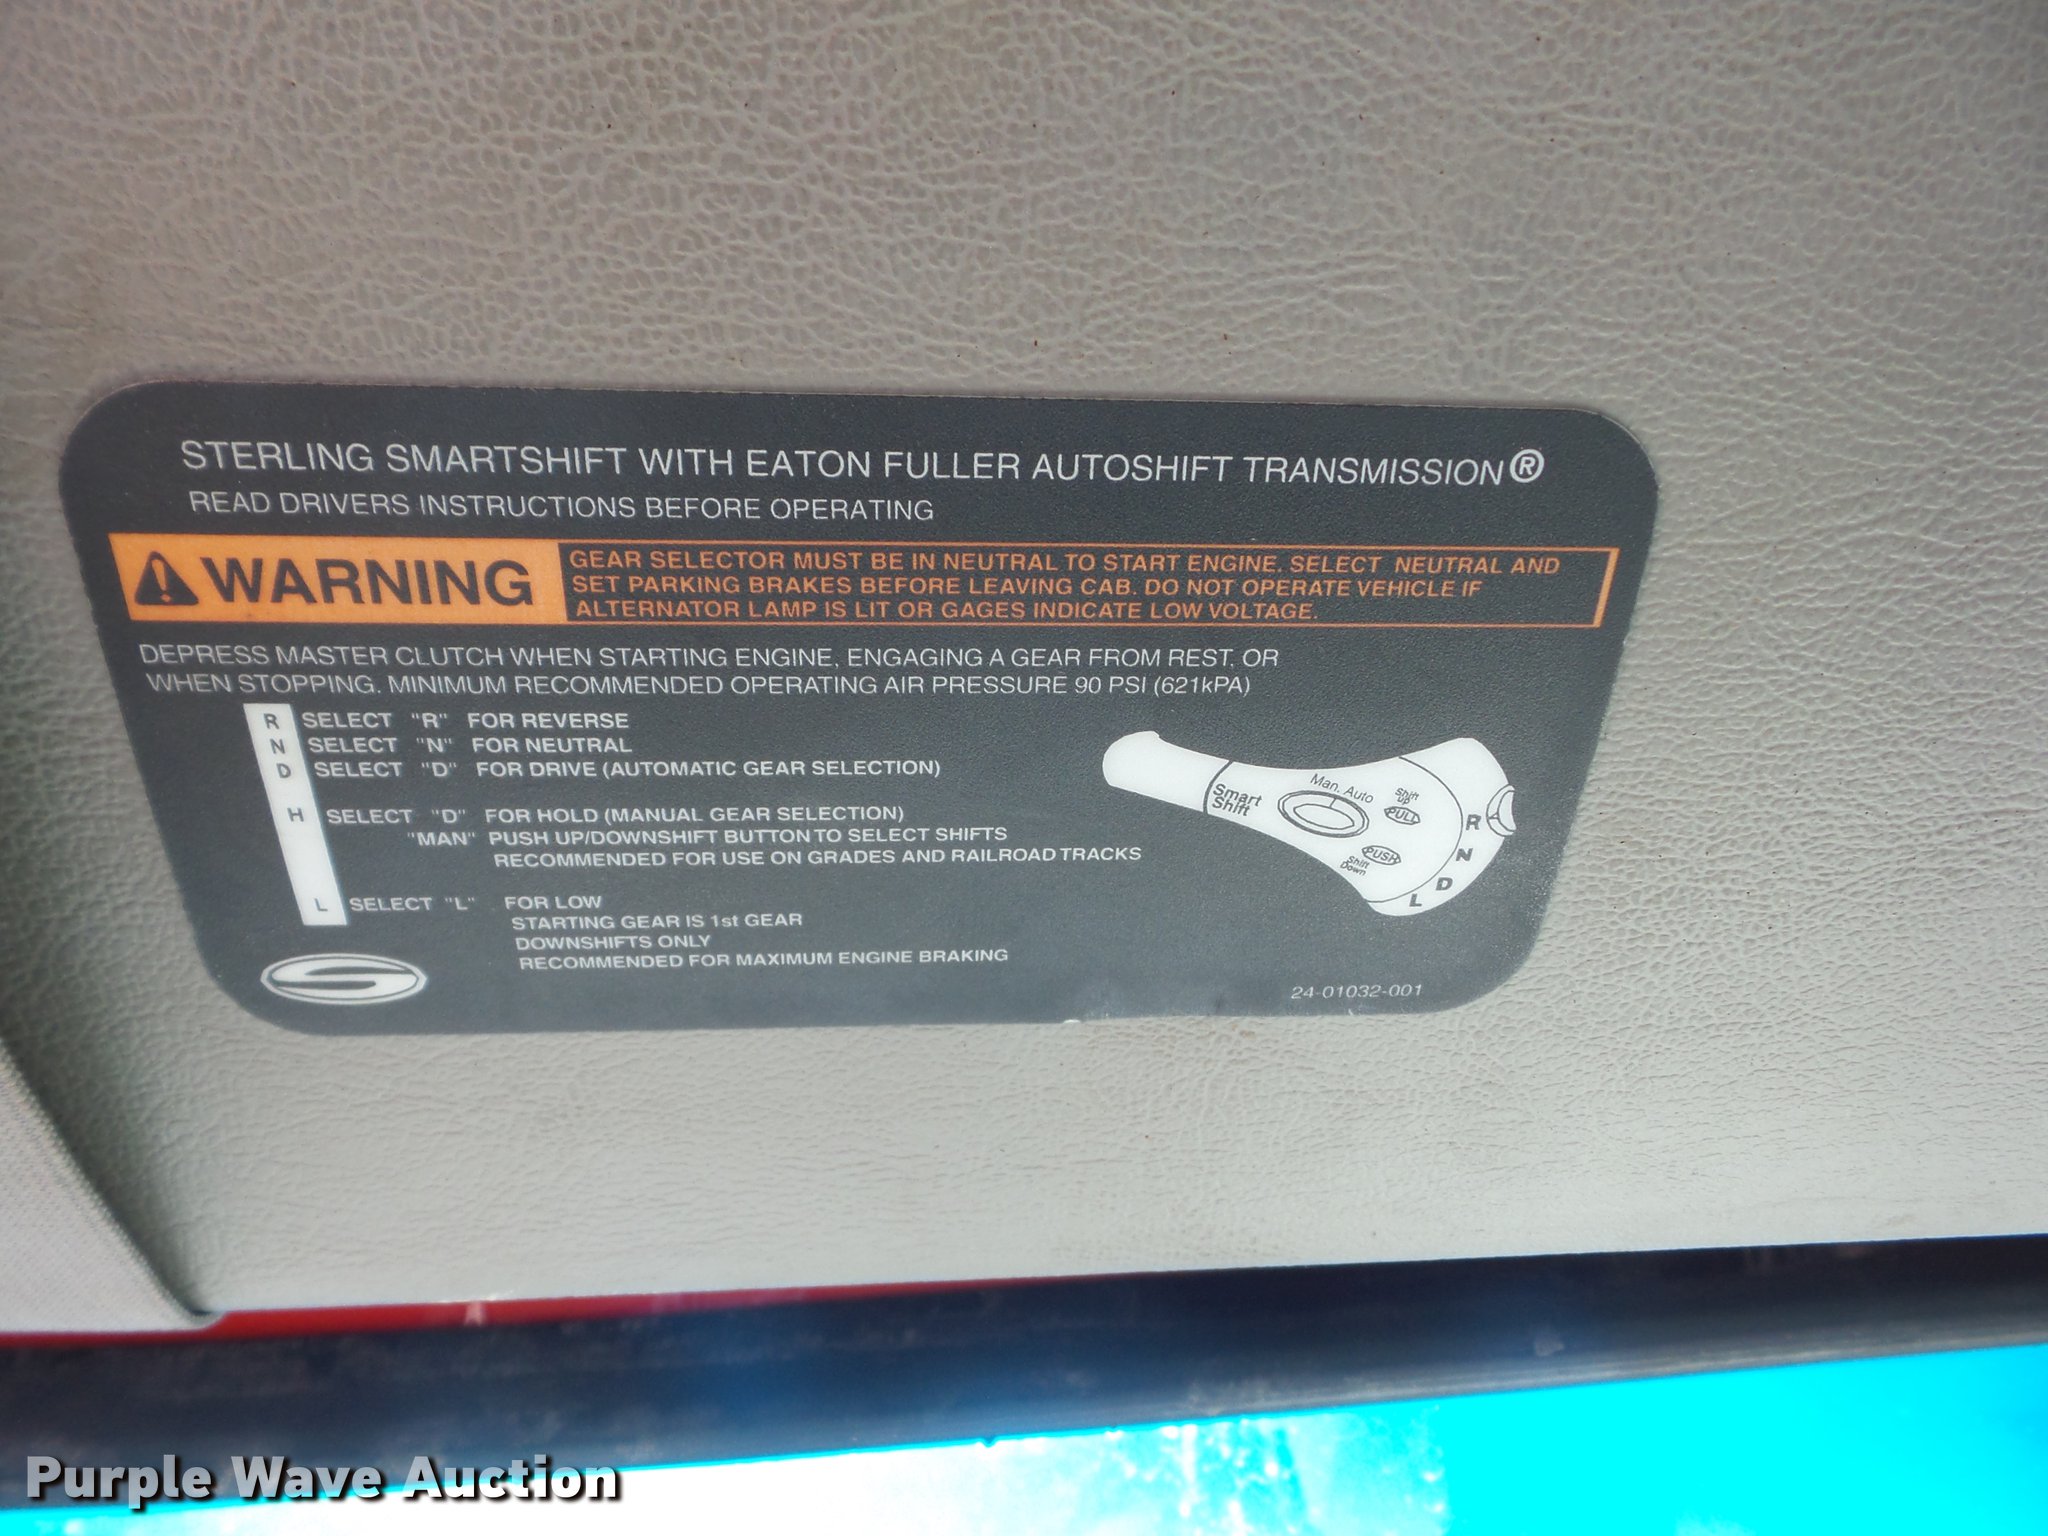 STERLING SMARTSHIFT WITH EATON FULLER AUTOSHIFT TRANSMISSION®
READ DRIVERS INSTRUCTIONS BEFORE OPERATING
WARNING
GEAR SELECTOR MUST BE IN NEUTRAL TO START ENGINE. SELECT NEUTRAL AND
SET PARKING BRAKES BEFORE LEAVING CAB. DO NOT OPERATE VEHICLE IF
ALTERNATOR LAMP IS LIT OR GAGES INDICATE LOW VOLTAGE.
DEPRESS MASTER CLUTCH WHEN STARTING ENGINE, ENGAGING A GEAR FROM REST, OR
WHEN STOPPING. MINIMUM RECOMMENDED OPERATING AIR PRESSURE 90 PSI (621kPA)
R SELECT "R" FOR REVERSE
N SELECT "N" FOR NEUTRAL
D SELECT "D" FOR DRIVE (AUTOMATIC GEAR SELECTION)
H SELECT "D" FOR HOLD (MANUAL GEAR SELECTION)
"MAN" PUSH UP/DOWNSHIFT BUTTON TO SELECT SHIFTS
RECOMMENDED FOR USE ON GRADES AND RAILROAD TRACKS
L SELECT "L" FOR LOW
STARTING GEAR IS 1st GEAR
DOWNSHIFTS ONLY
RECOMMENDED FOR MAXIMUM ENGINE BRAKING
Smart
Shift
Man. Auto
Shift
up
PULL
PUSH
Shift
Down
R
N
D
L
24-01032-001
Purple Wave Auction